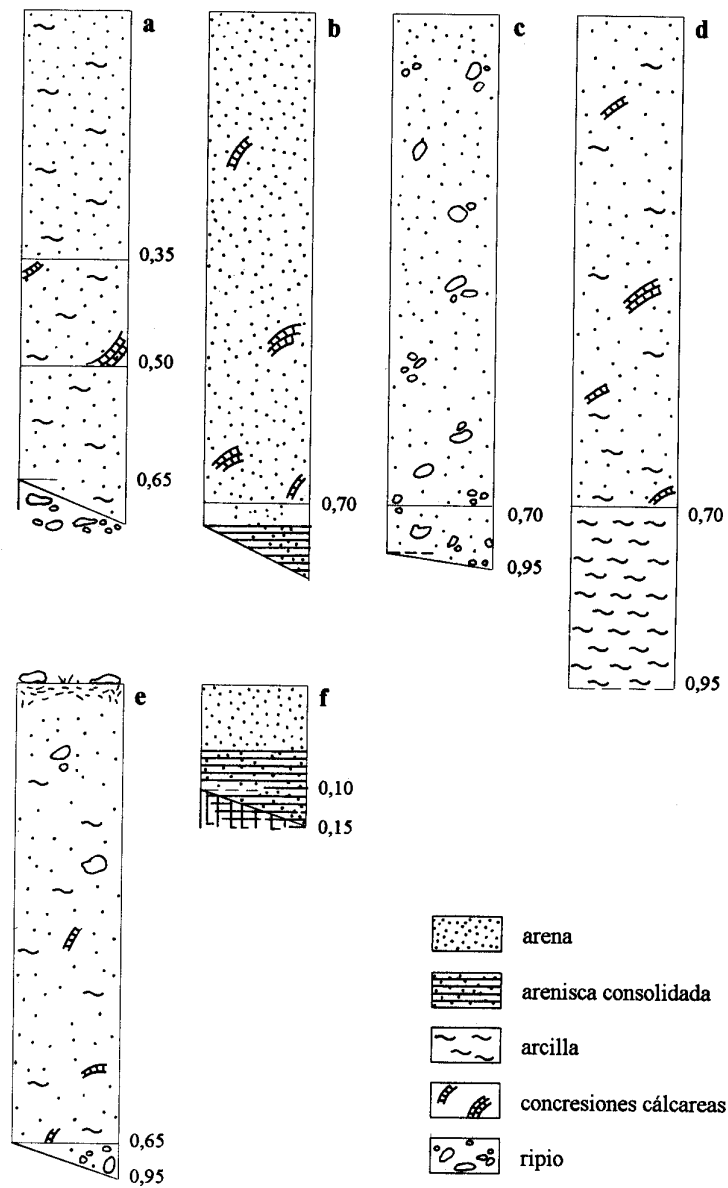 a
0,35
0,50
0,65
b
0,70
c
0,70
0,95
d
0,70
0,95
e
0,65
0,95
f
0,10
0,15
arena
arenisca consolidada
arcilla
concresiones cálcareas
ripio